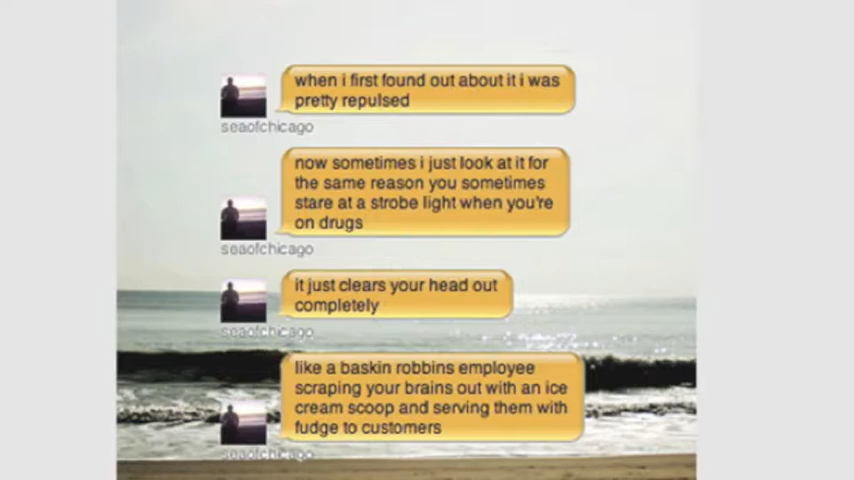 when i first found out about it i was
pretty repulsed
seaofchicago
now sometimes i just look at it for
the same reason you sometimes
stare at a strobe light when you're
on drugs
seaofchicago
it just clears your head out
completely
seaofchicago
like a baskin robbins employee
scraping your brains out with an ice
cream scoop and serving them with
fudge to customers
seaofchicago